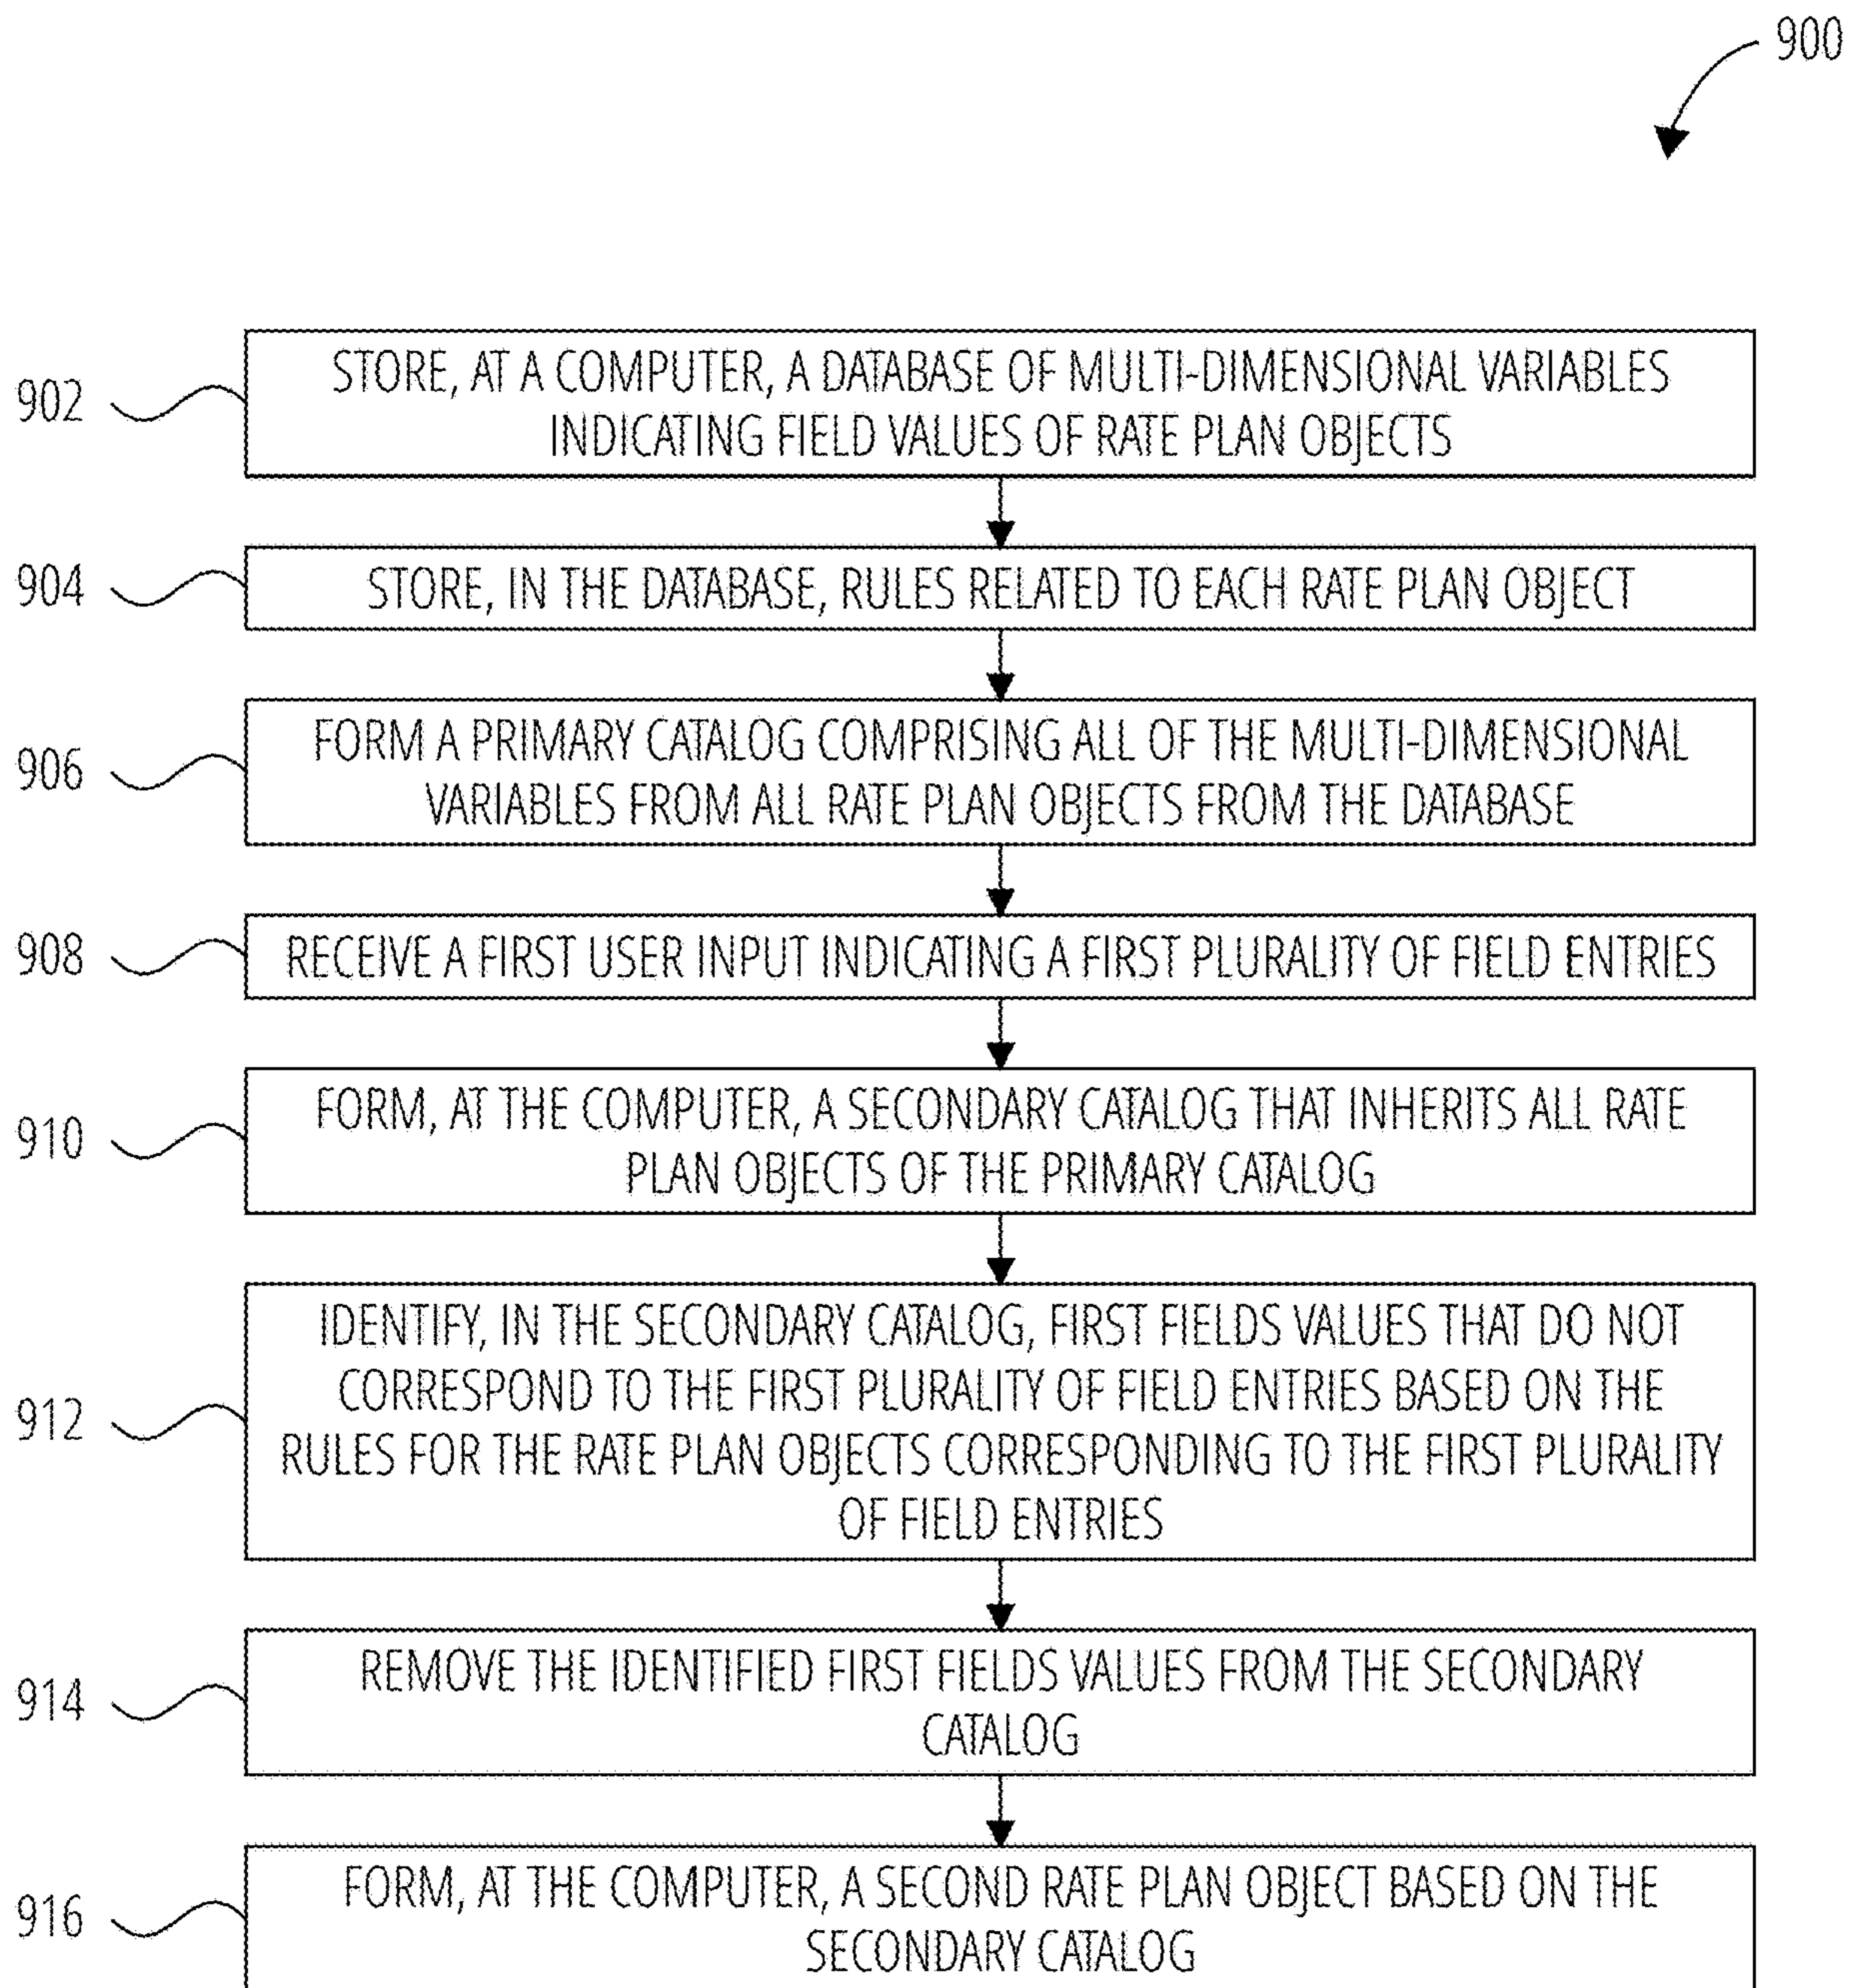 900
902
STORE, AT A COMPUTER, A DATABASE OF MULTI-DIMENSIONAL VARIABLES
INDICATING FIELD VALUES OF RATE PLAN OBJECTS
904
STORE, IN THE DATABASE, RULES RELATED TO EACH RATE PLAN OBJECT
906
FORM A PRIMARY CATALOG COMPRISING ALL OF THE MULTI-DIMENSIONAL
VARIABLES FROM ALL RATE PLAN OBJECTS FROM THE DATABASE
908
RECEIVE A FIRST USER INPUT INDICATING A FIRST PLURALITY OF FIELD ENTRIES
910
FORM, AT THE COMPUTER, A SECONDARY CATALOG THAT INHERITS ALL RATE
PLAN OBJECTS OF THE PRIMARY CATALOG
912
IDENTIFY, IN THE SECONDARY CATALOG, FIRST FIELDS VALUES THAT DO NOT
CORRESPOND TO THE FIRST PLURALITY OF FIELD ENTRIES BASED ON THE
RULES FOR THE RATE PLAN OBJECTS CORRESPONDING TO THE FIRST PLURALITY
OF FIELD ENTRIES
914
REMOVE THE IDENTIFIED FIRST FIELDS VALUES FROM THE SECONDARY
CATALOG
916
FORM, AT THE COMPUTER, A SECOND RATE PLAN OBJECT BASED ON THE
SECONDARY CATALOG